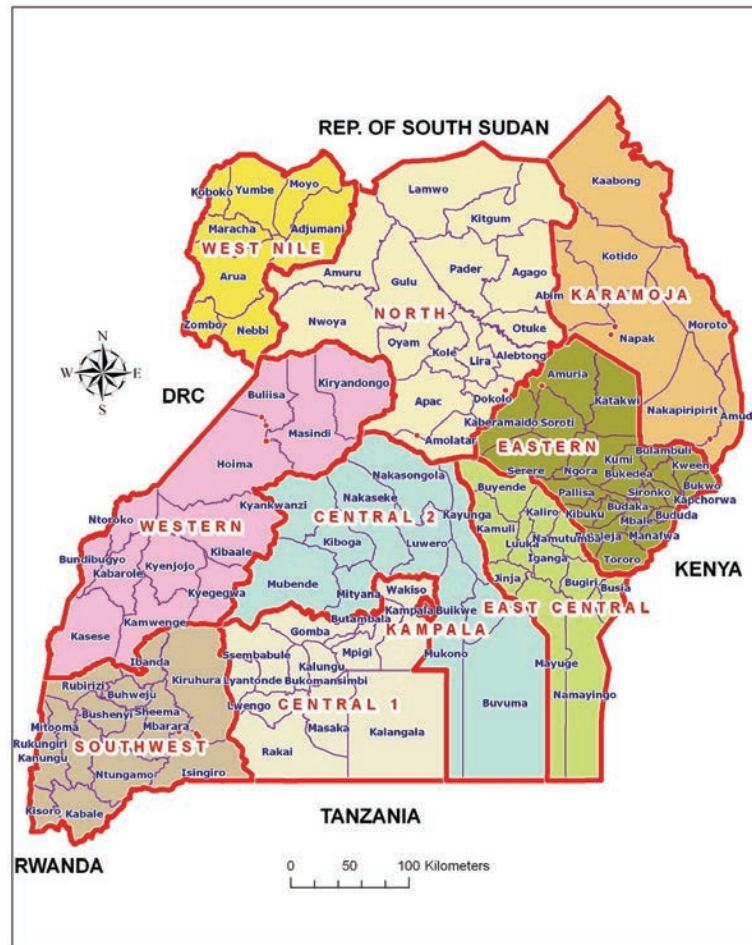 REP. OF SOUTH SUDAN
Kaabong
Koboko
Yumbe
Moyo
Lamwo
Kitgum
Maracha
Adjumani
WEST NILE
Kotido
Arua
Amuru
Gulu
Pader
Agago
Abim
KARAMOJA
Zombo
Nebbi
Nwoya
NORTH
Otuke
Moroto
Napak
Oyam
Kole
Lira
Alebtong
N
W
E
S
DRC
Buliisa
Kiryandongo
Apac
Dokolo
Amuria
Katakwi
Nakapiripirit
Amud
Masindi
Kaberamaido
Soroti
Amolatar
EASTERN
Bulambuli
Hoima
Nakasongola
Serere
Ngora
Kumi
Bukedea
Kween
Bukwo
Buyende
Pallisa
Sironko
Kapchorwa
Ntoroko
WESTERN
Kyankwanzi
Nakaseke
CENTRAL 2
Kayunga
Kamuli
Kaliro
Kibuku
Budaka
Bududa
Mbale
Bundibugyo
Kibaale
Kiboga
Luwero
Luuka
Namutumba
Manafwa
Kabarole
Kyenjojo
Iganga
Tororo
KENYA
Kyegegwa
Mubende
Mityana
Wakiso
Jinja
Bugiri
Busia
Kasese
Kamwenge
Butambala
Kampala
Buikwe
EAST CENTRAL
KAMPALA
Ibanda
Gomba
Mpigi
Mukono
Ssembabule
Kalungu
Mayuge
Rubirizi
Kiruhura
Lyantonde
Bukomansimbi
Namayingo
Buhweju
Buvuma
Mitooma
Bushenyi
Sheema
Lwengo
CENTRAL 1
Mbarara
Masaka
Kalangala
Rukungiri
SOUTHWEST
Kanungu
Rakai
Ntungamo
Isingiro
Kisoro
Kabale
TANZANIA
RWANDA
0 50 100 Kilometers